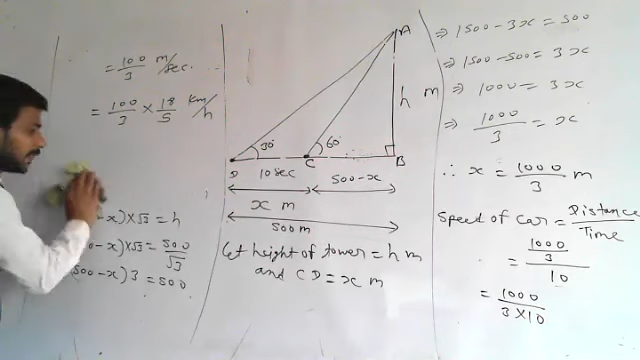 = 100/3 m/sec.
= 100/3 × 18/5 km/h
- x) × √3 = h
- x) × √3 = 500/√3
500 - x) 3 = 500
A
h m
30°
60°
D
C
B
10 sec
500 - x
x m
500 m
Let height of tower = h m
and CD = x m
⇒ 1500 - 3x = 500
⇒ 1500 - 500 = 3x
⇒ 1000 = 3x
⇒ 1000/3 = x
∴ x = 1000/3 m
Speed of car = Distance/Time
= 1000/3/10
= 1000/3×10